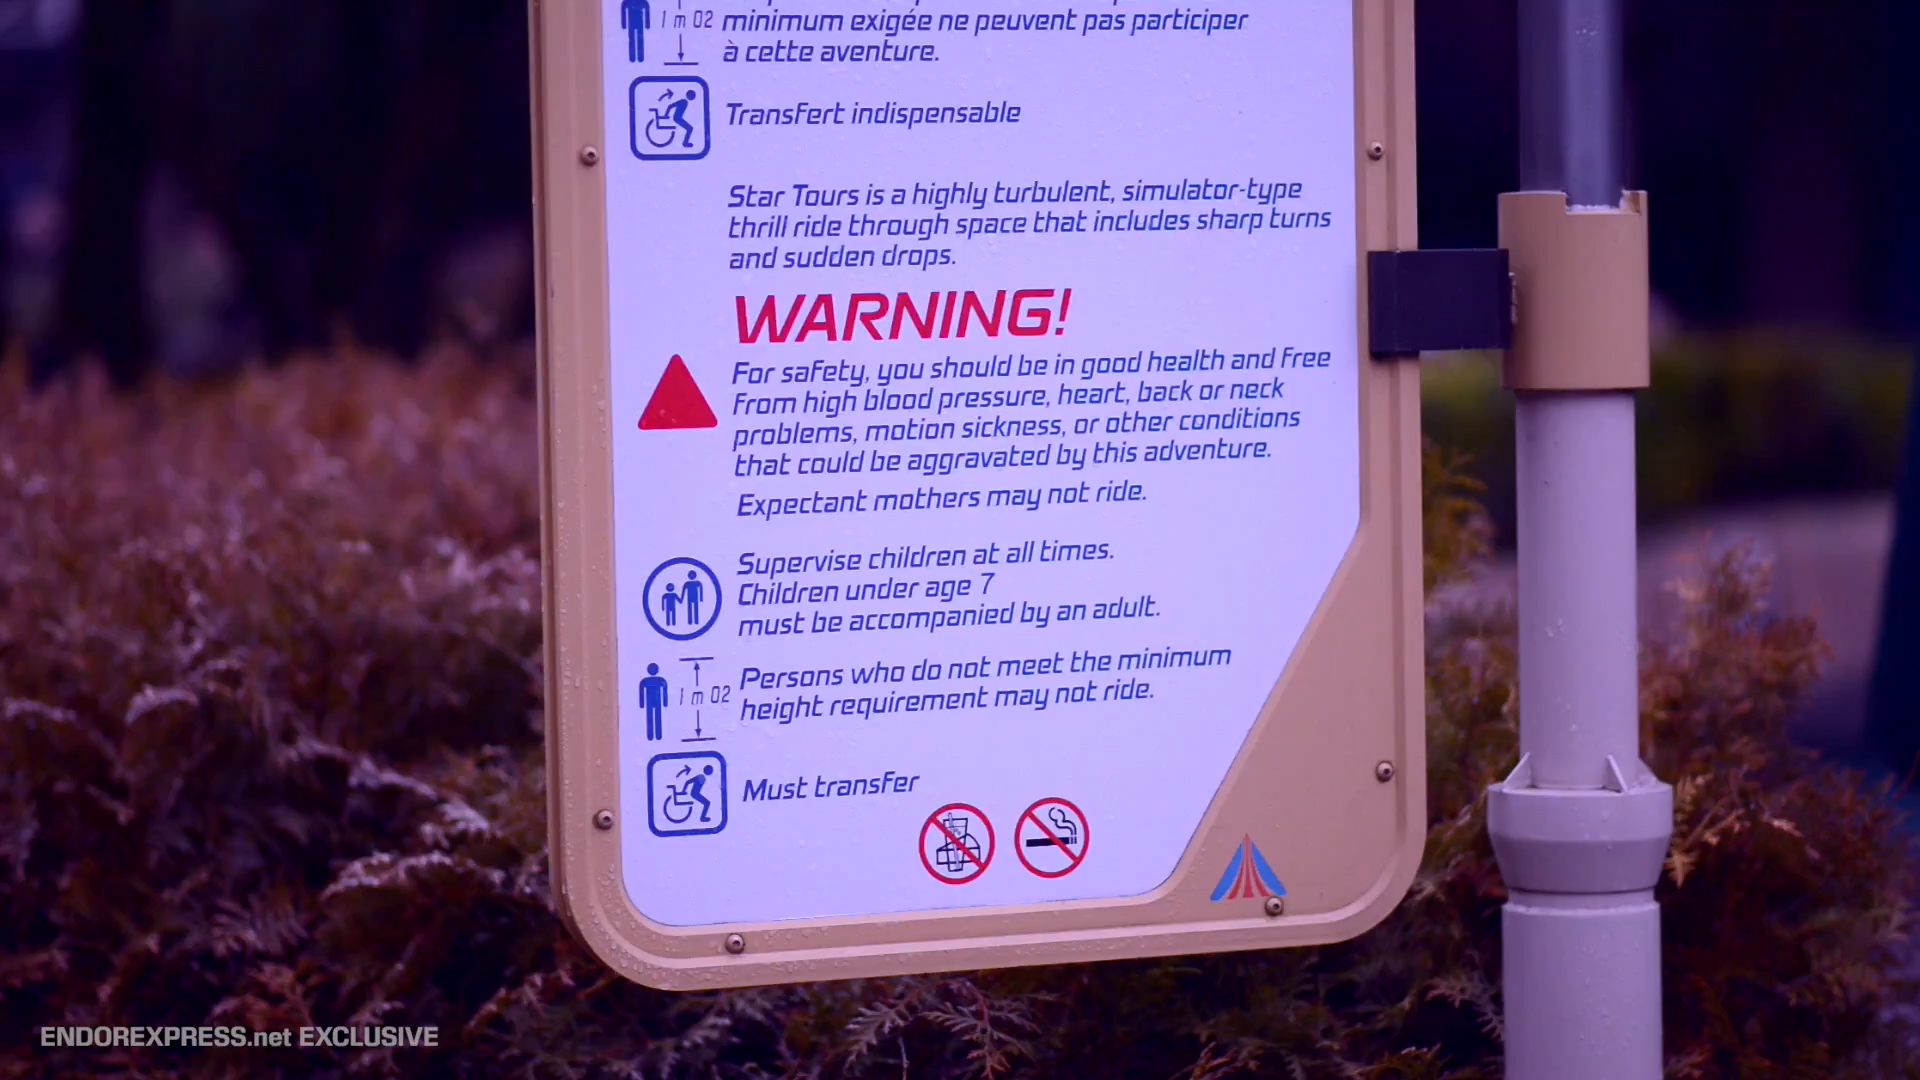 1 m 02
minimum exigée ne peuvent pas participer
à cette aventure.
Transfert indispensable
Star Tours is a highly turbulent, simulator-type
thrill ride through space that includes sharp turns
and sudden drops.
WARNING!
For safety, you should be in good health and free
from high blood pressure, heart, back or neck
problems, motion sickness, or other conditions
that could be aggravated by this adventure.
Expectant mothers may not ride.
Supervise children at all times.
Children under age 7
must be accompanied by an adult.
1 m 02
Persons who do not meet the minimum
height requirement may not ride.
Must transfer
ENDOREXPRESS.net EXCLUSIVE